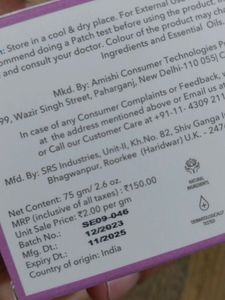 n: Store in a cool & dry place. For External Use
mmend doing a Patch test before using the product, i
and consult your doctor. Colour of the product may chan
Ingredients and Essential Oils.
Mkd. By: Amishi Consumer Technologies P
99, Wazir Singh Street, Paharganj, New Delhi-110 055(
In case of any Consumer Complaints or Feedback,
at the address mentioned above or Email us at
or Call our Customer Care at +91-11- 4309 211
Mfd. By: SRS Industries, Unit-II, Kh.No. 82, Shiv Ganga I
Bhagwanpur, Roorkee (Haridwar) U.K. - 247
Net Content: 75 gm/ 2.6 oz.
MRP (inclusive of all taxes) : ₹150.00
Unit Sale Price: ₹2.00 per gm
Batch No.: SE09-046
Mfg. Dt.: 12/2023
Expiry Dt.: 11/2025
Country of origin: India
NATURAL
INGREDIENTS
DERMATOLOGICALLY
TESTED